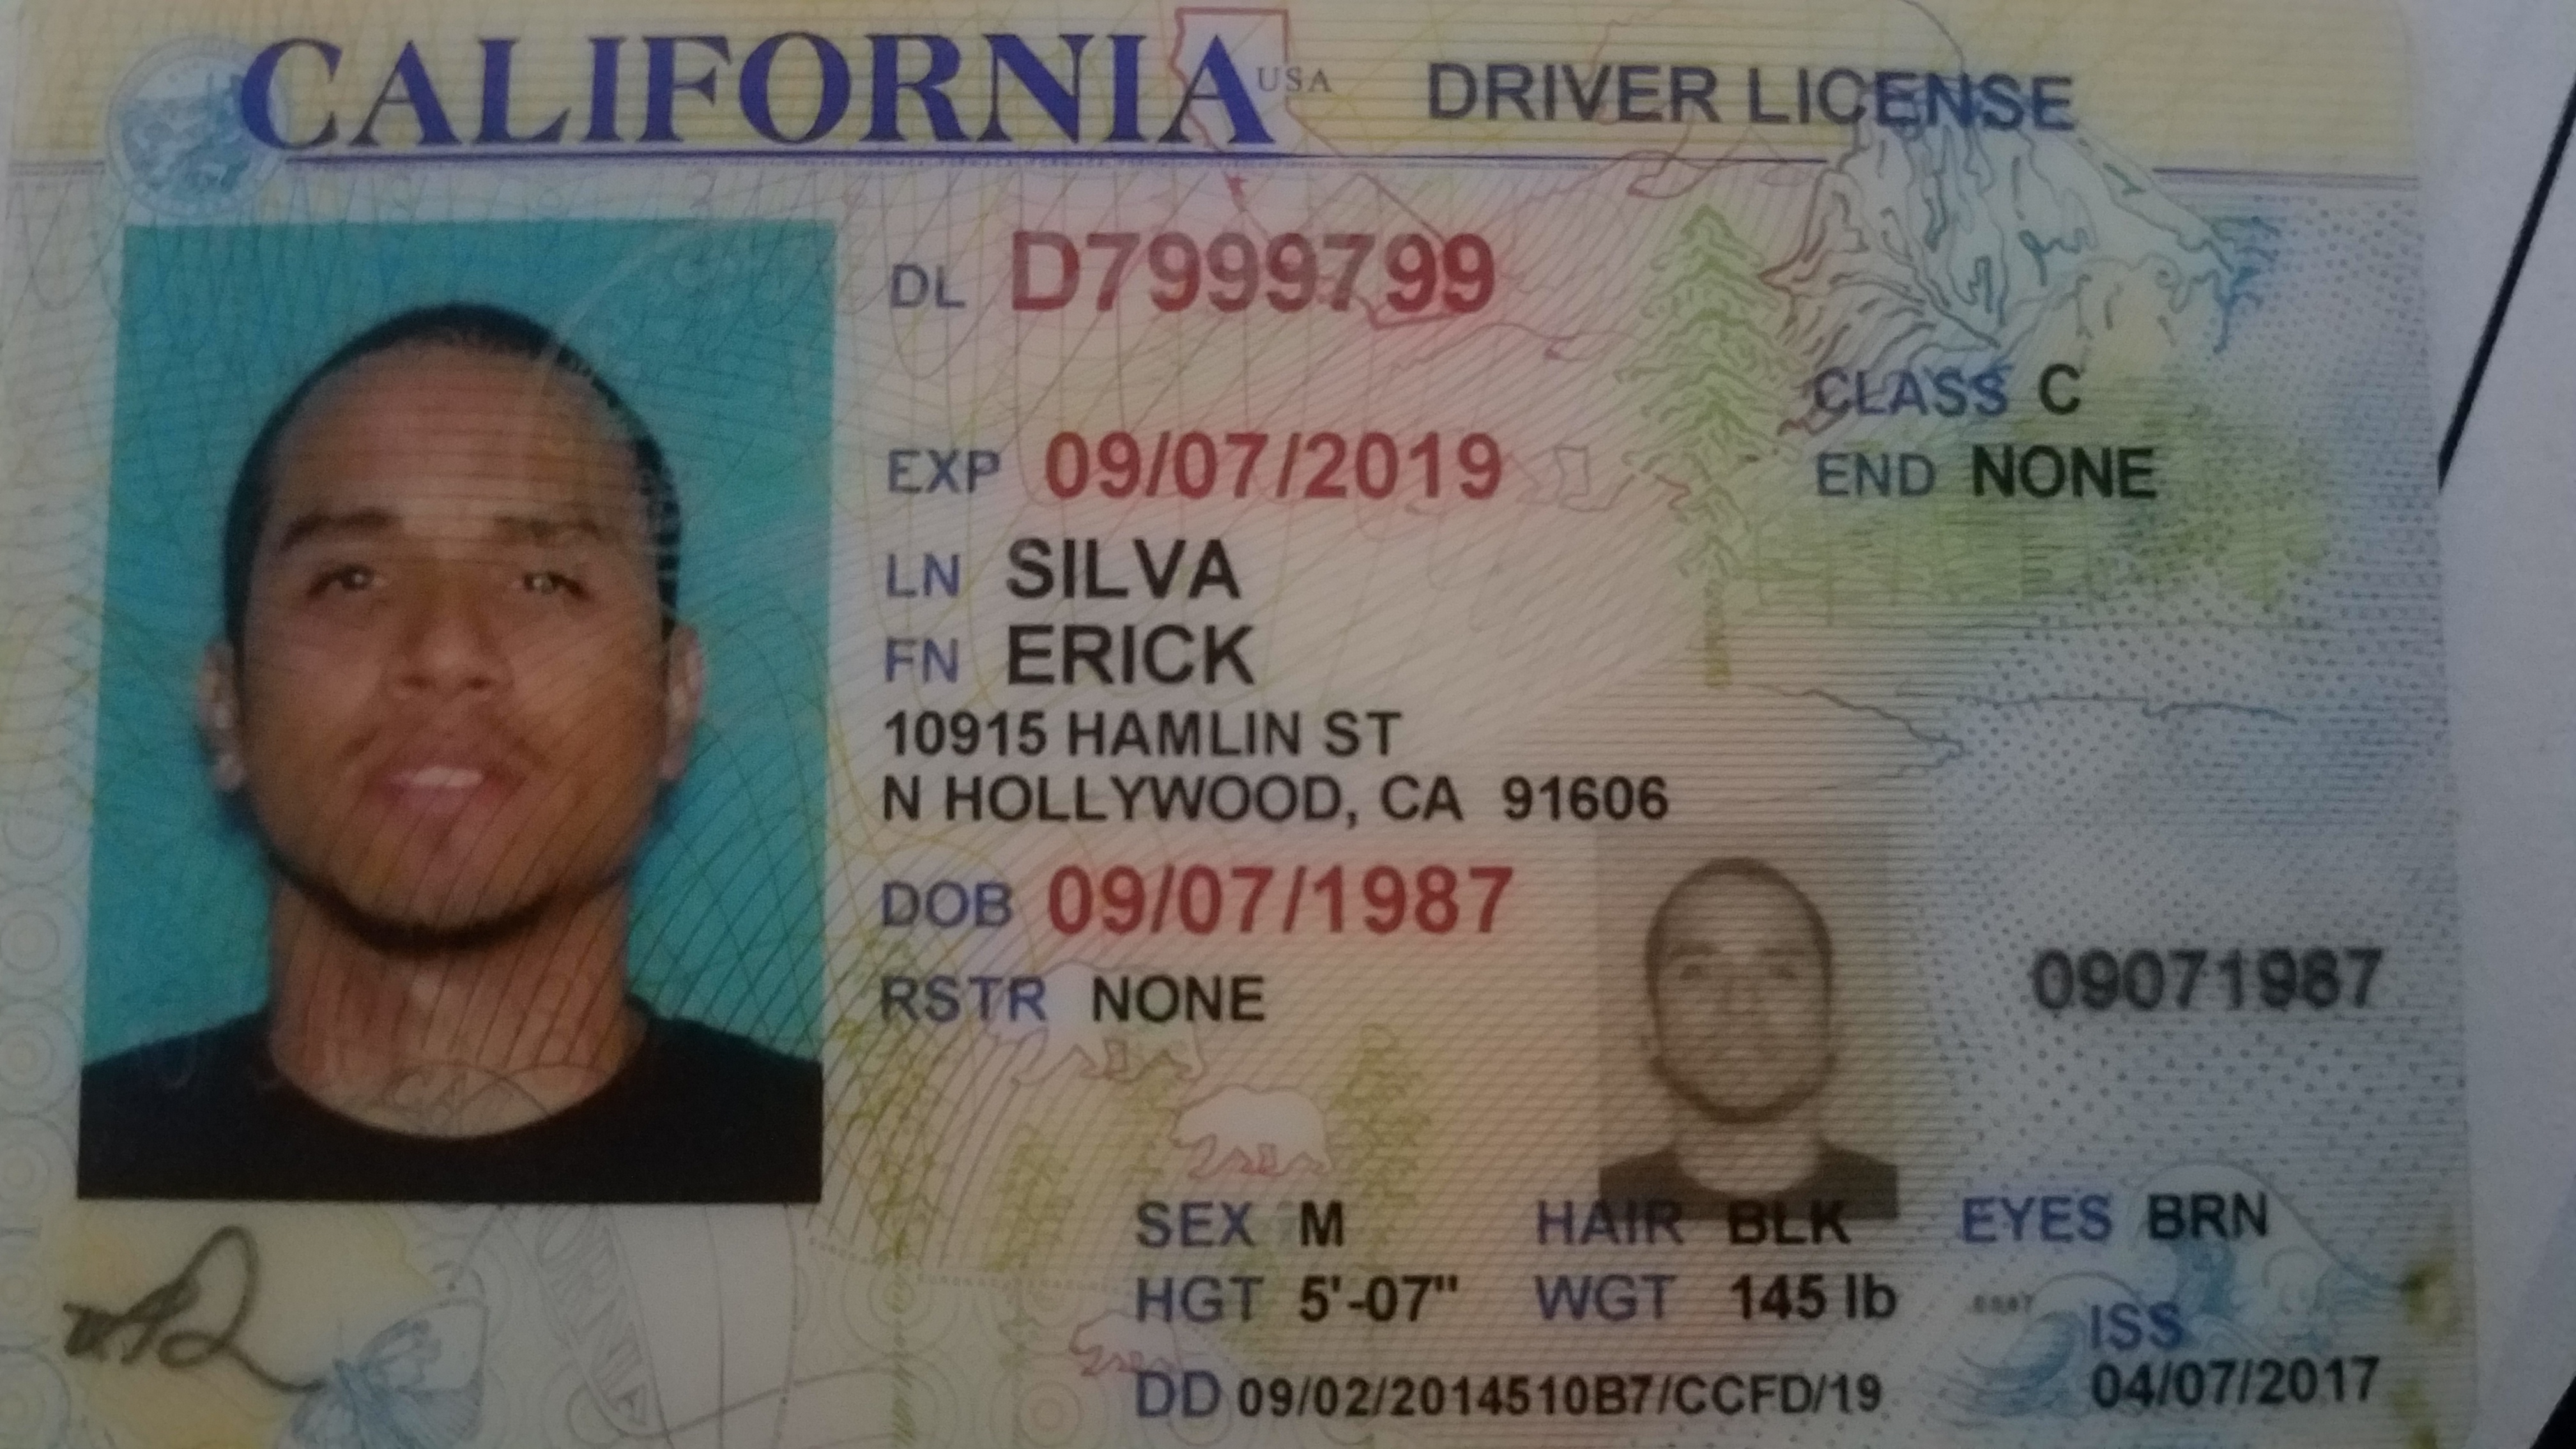 CALIFORNIA USA DRIVER LICENSE
DL D7999799
CLASS C
EXP 09/07/2019
END NONE
LN SILVA
FN ERICK
10915 HAMLIN ST
N HOLLYWOOD, CA 91606
DOB 09/07/1987
RSTR NONE
09071987
SEX M HAIR BLK EYES BRN
HGT 5'-07" WGT 145 lb ISS
DD 09/02/2014510B7/CCFD/19 04/07/2017